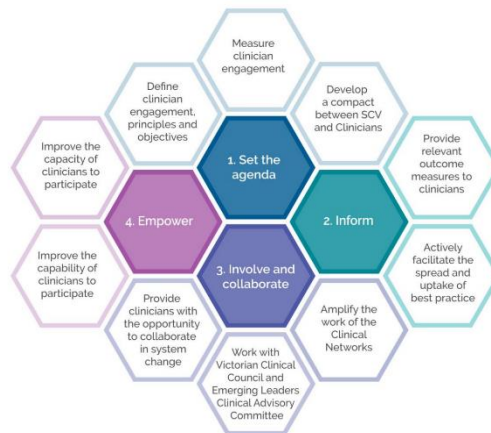 Measure
clinician
engagement
Define
clinician
engagement,
principles and
objectives
Develop
a compact
between SCV
and Clinicians
Improve the
capacity of
clinicians to
participate
1. Set the
agenda
Provide
relevant
outcome
measures to
clinicians
4. Empower
2. Inform
Improve the
capability of
clinicians to
participate
3. Involve and
collaborate
Actively
facilitate the
spread and
uptake of
best practice
Provide
clinicians with
the opportunity
to collaborate
in system
change
Amplify the
work of the
Clinical
Networks
Work with
Victorian Clinical
Council and
Emerging Leaders
Clinical Advisory
Committee